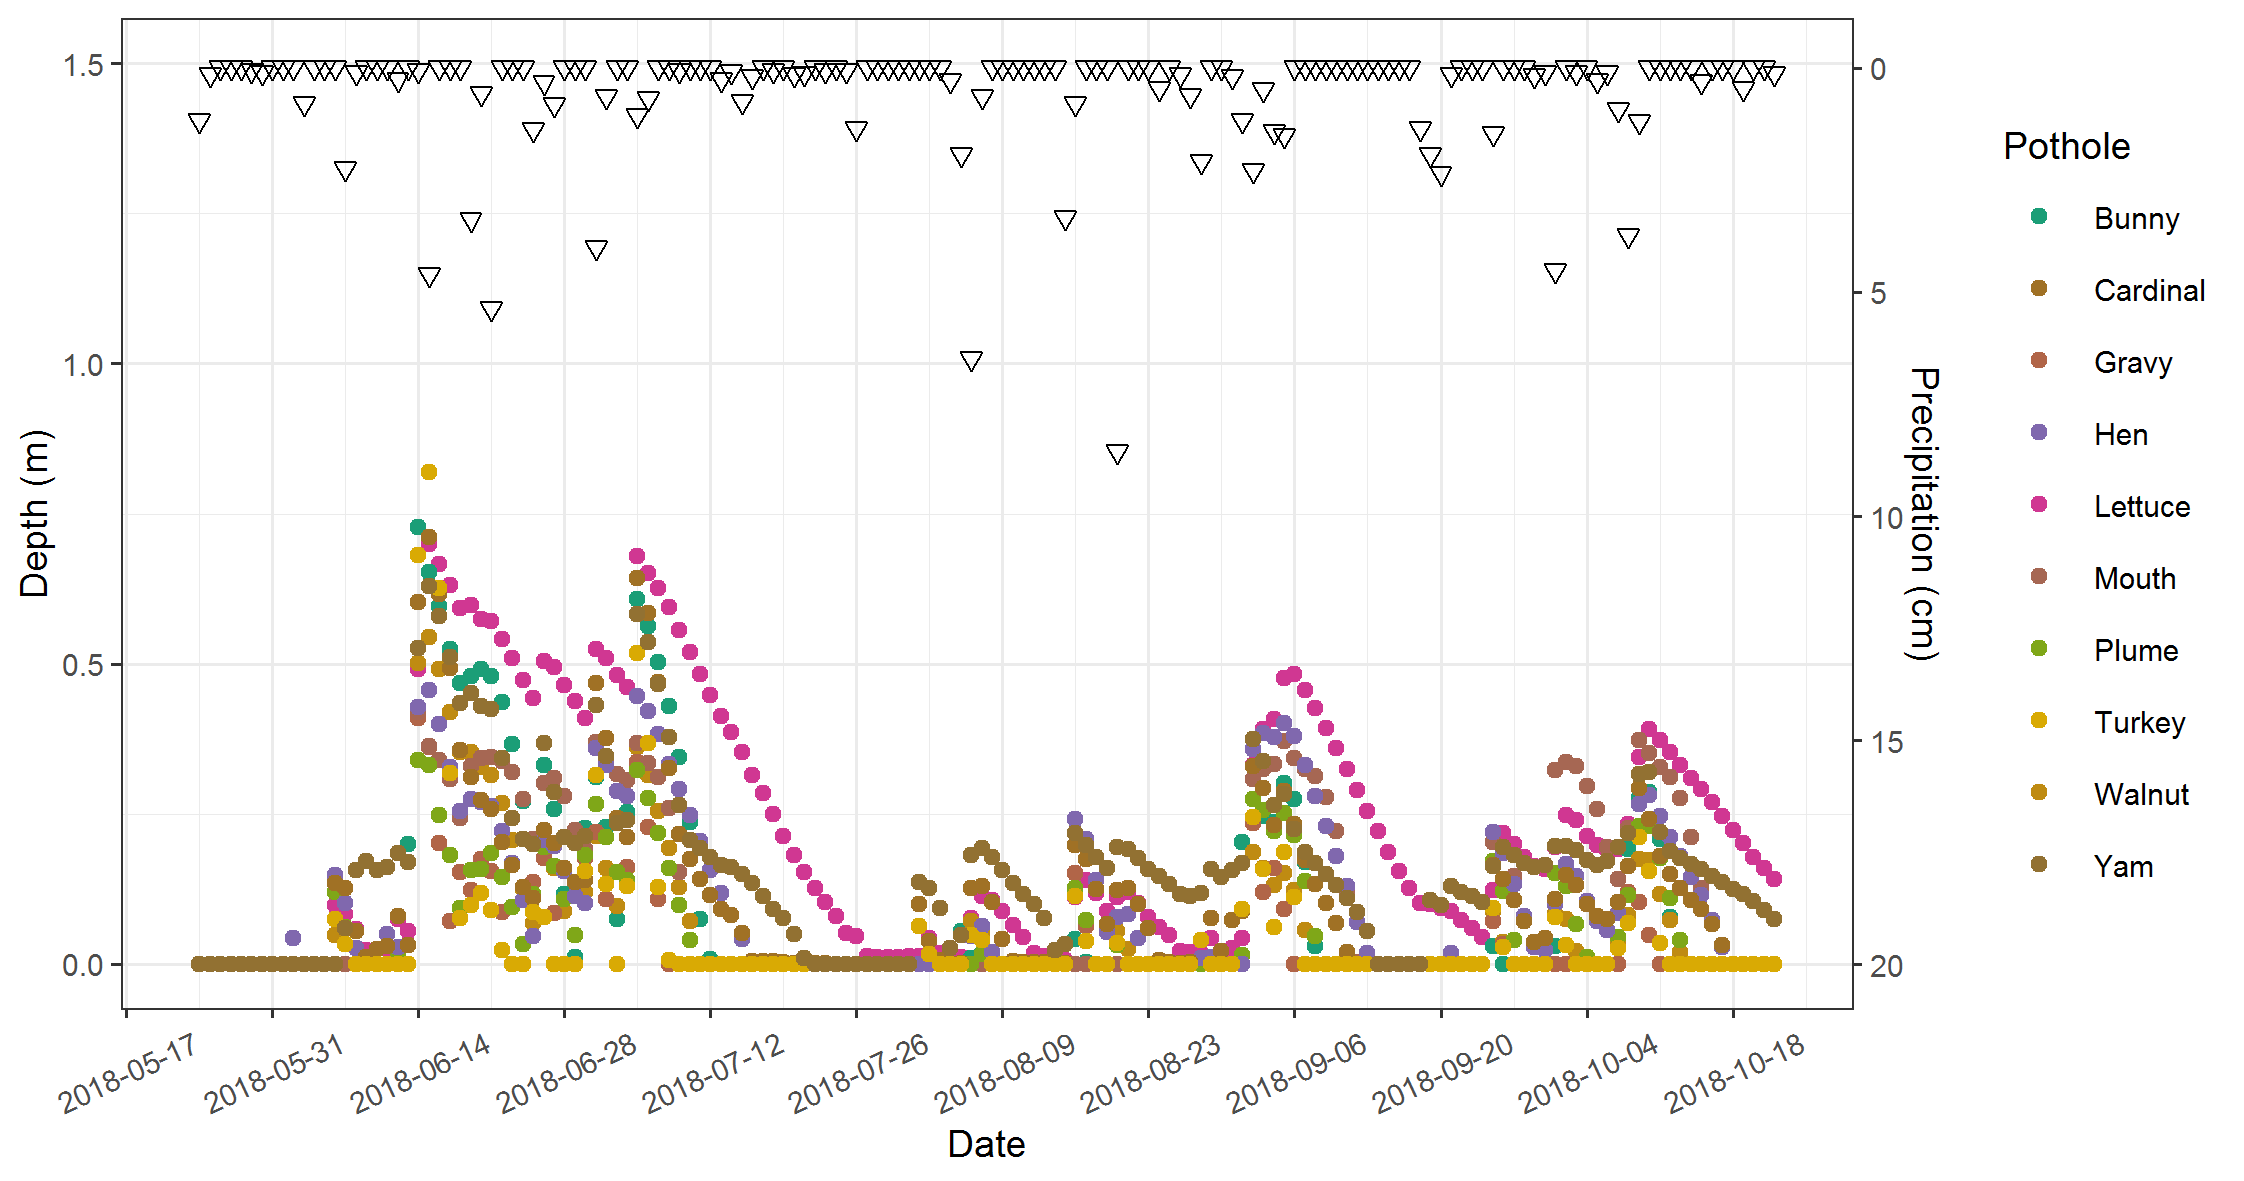 1.5
1.0
0.5
0.0
Depth (m)
0
5
10
15
20
Precipitation (cm)
2018-05-17
2018-05-31
2018-06-14
2018-06-28
2018-07-12
2018-07-26
2018-08-09
2018-08-23
2018-09-06
2018-09-20
2018-10-04
2018-10-18
Date
Pothole
Bunny
Cardinal
Gravy
Hen
Lettuce
Mouth
Plume
Turkey
Walnut
Yam